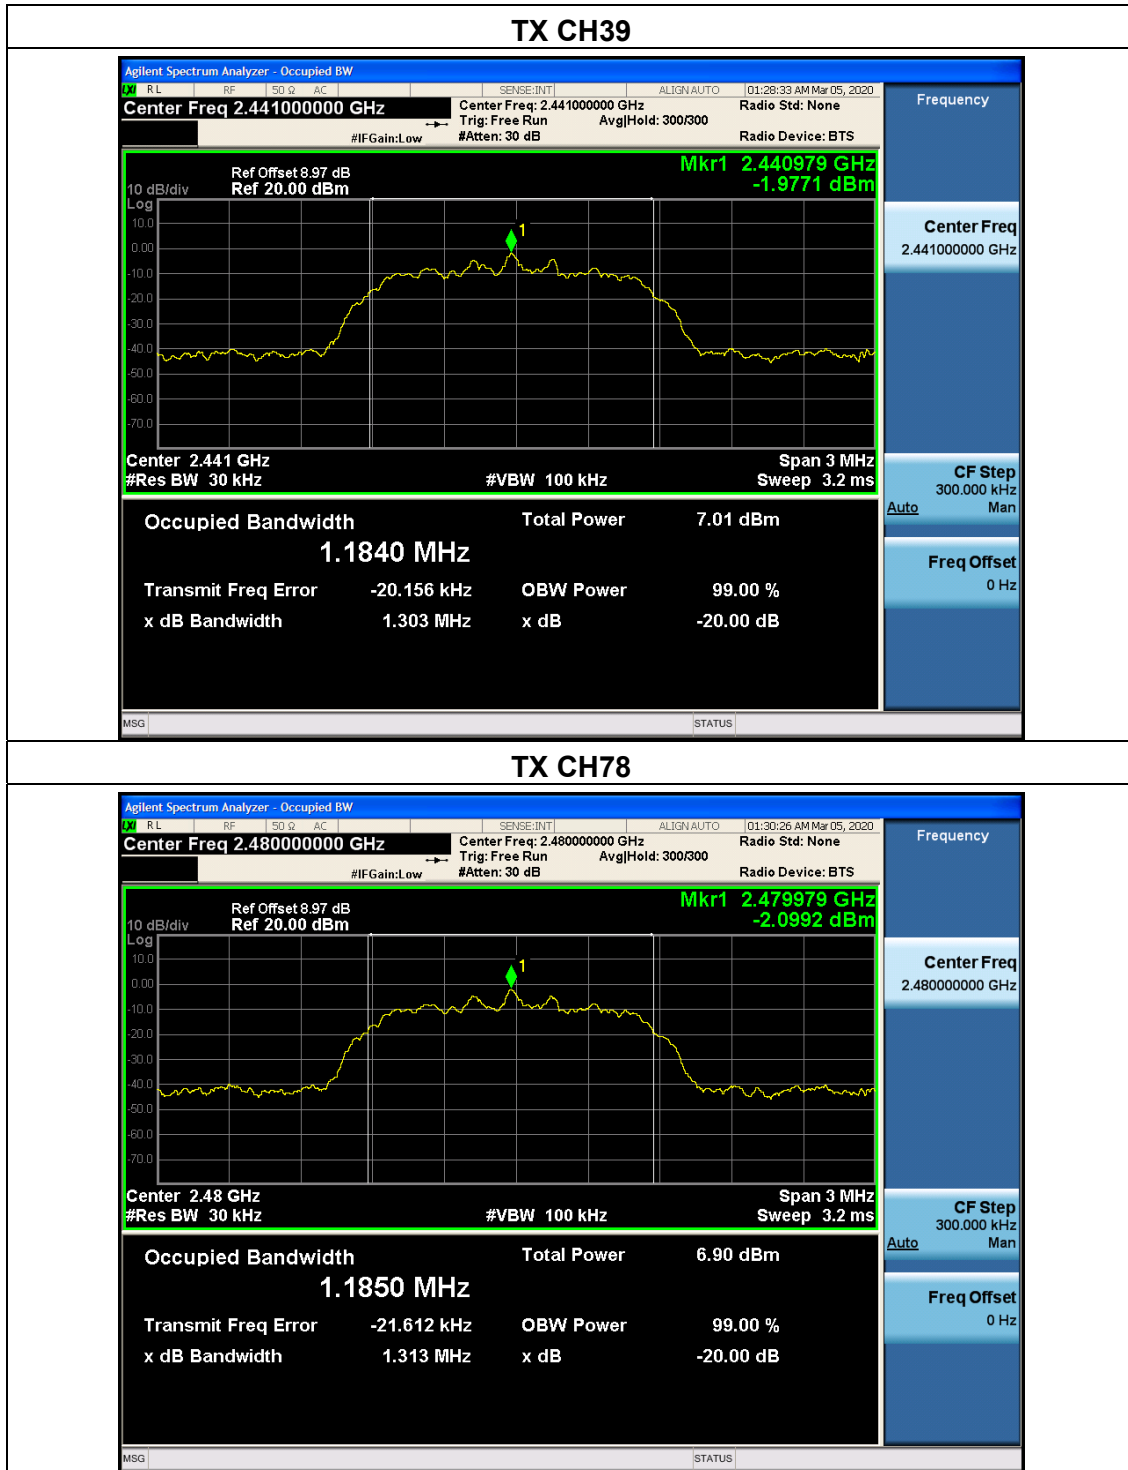 TX CH39
Agilent Spectrum Analyzer - Occupied BW
LXI RL RF 50 Ω AC SENSE:INT ALIGN AUTO 01:28:33 AM Mar 05, 2020
Center Freq 2.441000000 GHz
Center Freq: 2.441000000 GHz
Radio Std: None
Trig: Free Run Avg|Hold: 300/300
#IFGain:Low #Atten: 30 dB
Radio Device: BTS
Frequency
Mkr1 2.440979 GHz
-1.9771 dBm
Ref Offset 8.97 dB
10 dB/div Ref 20.00 dBm
Log
10.0
0.00
-10.0
-20.0
-30.0
-40.0
-50.0
-60.0
-70.0
1
Center 2.441 GHz Span 3 MHz
#Res BW 30 kHz #VBW 100 kHz Sweep 3.2 ms
Center Freq
2.441000000 GHz
CF Step
300.000 kHz
Auto Man
Freq Offset
0 Hz
Occupied Bandwidth Total Power 7.01 dBm
1.1840 MHz
Transmit Freq Error -20.156 kHz OBW Power 99.00 %
x dB Bandwidth 1.303 MHz x dB -20.00 dB
MSG STATUS
TX CH78
Agilent Spectrum Analyzer - Occupied BW
LXI RL RF 50 Ω AC SENSE:INT ALIGN AUTO 01:30:26 AM Mar 05, 2020
Center Freq 2.480000000 GHz
Center Freq: 2.480000000 GHz
Radio Std: None
Trig: Free Run Avg|Hold: 300/300
#IFGain:Low #Atten: 30 dB
Radio Device: BTS
Frequency
Mkr1 2.479979 GHz
-2.0992 dBm
Ref Offset 8.97 dB
10 dB/div Ref 20.00 dBm
Log
10.0
0.00
-10.0
-20.0
-30.0
-40.0
-50.0
-60.0
-70.0
1
Center 2.48 GHz Span 3 MHz
#Res BW 30 kHz #VBW 100 kHz Sweep 3.2 ms
Center Freq
2.480000000 GHz
CF Step
300.000 kHz
Auto Man
Freq Offset
0 Hz
Occupied Bandwidth Total Power 6.90 dBm
1.1850 MHz
Transmit Freq Error -21.612 kHz OBW Power 99.00 %
x dB Bandwidth 1.313 MHz x dB -20.00 dB
MSG STATUS